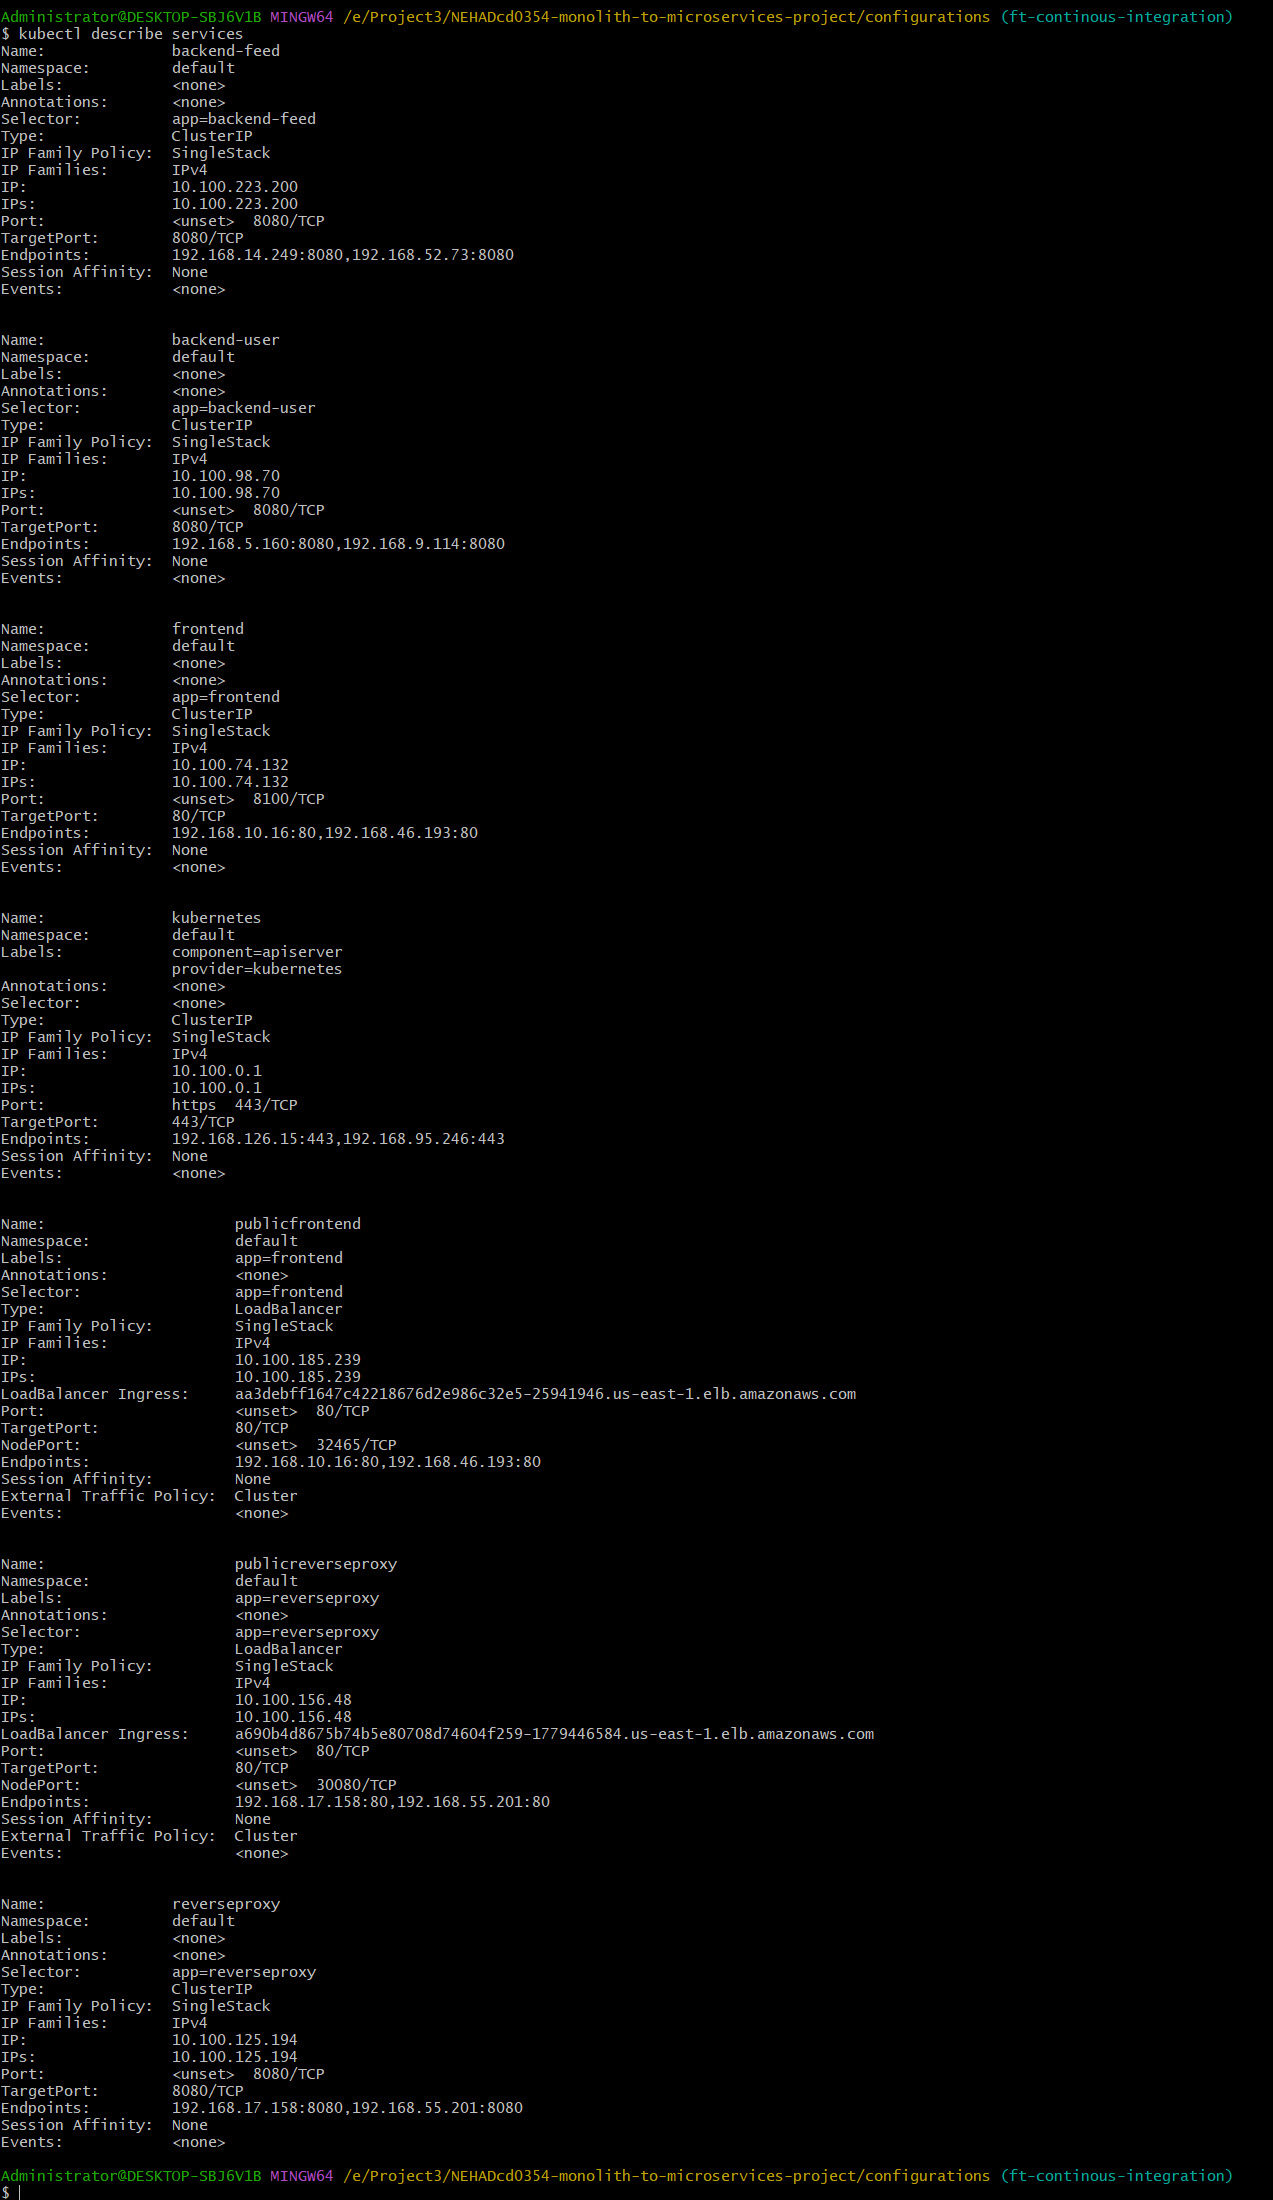 Administrator@DESKTOP-SBJ6V1B MINGW64 /e/Project3/NEHADcd0354-monolith-to-microservices-project/configurations (ft-continous-integration)
$ kubectl describe services
Name:              backend-feed
Namespace:         default
Labels:            <none>
Annotations:       <none>
Selector:          app=backend-feed
Type:              ClusterIP
IP Family Policy:  SingleStack
IP Families:       IPv4
IP:                10.100.223.200
IPs:               10.100.223.200
Port:              <unset>  8080/TCP
TargetPort:        8080/TCP
Endpoints:         192.168.14.249:8080,192.168.52.73:8080
Session Affinity:  None
Events:            <none>

Name:              backend-user
Namespace:         default
Labels:            <none>
Annotations:       <none>
Selector:          app=backend-user
Type:              ClusterIP
IP Family Policy:  SingleStack
IP Families:       IPv4
IP:                10.100.98.70
IPs:               10.100.98.70
Port:              <unset>  8080/TCP
TargetPort:        8080/TCP
Endpoints:         192.168.5.160:8080,192.168.9.114:8080
Session Affinity:  None
Events:            <none>

Name:              frontend
Namespace:         default
Labels:            <none>
Annotations:       <none>
Selector:          app=frontend
Type:              ClusterIP
IP Family Policy:  SingleStack
IP Families:       IPv4
IP:                10.100.74.132
IPs:               10.100.74.132
Port:              <unset>  8100/TCP
TargetPort:        80/TCP
Endpoints:         192.168.10.16:80,192.168.46.193:80
Session Affinity:  None
Events:            <none>

Name:              kubernetes
Namespace:         default
Labels:            component=apiserver
                   provider=kubernetes
Annotations:       <none>
Selector:          <none>
Type:              ClusterIP
IP Family Policy:  SingleStack
IP Families:       IPv4
IP:                10.100.0.1
IPs:               10.100.0.1
Port:              https  443/TCP
TargetPort:        443/TCP
Endpoints:         192.168.126.15:443,192.168.95.246:443
Session Affinity:  None
Events:            <none>

Name:                     publicfrontend
Namespace:                default
Labels:                   app=frontend
Annotations:              <none>
Selector:                 app=frontend
Type:                     LoadBalancer
IP Family Policy:         SingleStack
IP Families:              IPv4
IP:                       10.100.185.239
IPs:                      10.100.185.239
LoadBalancer Ingress:     aa3debff1647c42218676d2e986c32e5-25941946.us-east-1.elb.amazonaws.com
Port:                     <unset>  80/TCP
TargetPort:               80/TCP
NodePort:                 <unset>  32465/TCP
Endpoints:                192.168.10.16:80,192.168.46.193:80
Session Affinity:         None
External Traffic Policy:  Cluster
Events:                   <none>

Name:                     publicreverseproxy
Namespace:                default
Labels:                   app=reverseproxy
Annotations:              <none>
Selector:                 app=reverseproxy
Type:                     LoadBalancer
IP Family Policy:         SingleStack
IP Families:              IPv4
IP:                       10.100.156.48
IPs:                      10.100.156.48
LoadBalancer Ingress:     a690b4d8675b74b5e80708d74604f259-1779446584.us-east-1.elb.amazonaws.com
Port:                     <unset>  80/TCP
TargetPort:               80/TCP
NodePort:                 <unset>  30080/TCP
Endpoints:                192.168.17.158:80,192.168.55.201:80
Session Affinity:         None
External Traffic Policy:  Cluster
Events:                   <none>

Name:              reverseproxy
Namespace:         default
Labels:            <none>
Annotations:       <none>
Selector:          app=reverseproxy
Type:              ClusterIP
IP Family Policy:  SingleStack
IP Families:       IPv4
IP:                10.100.125.194
IPs:               10.100.125.194
Port:              <unset>  8080/TCP
TargetPort:        8080/TCP
Endpoints:         192.168.17.158:8080,192.168.55.201:8080
Session Affinity:  None
Events:            <none>

Administrator@DESKTOP-SBJ6V1B MINGW64 /e/Project3/NEHADcd0354-monolith-to-microservices-project/configurations (ft-continous-integration)
$